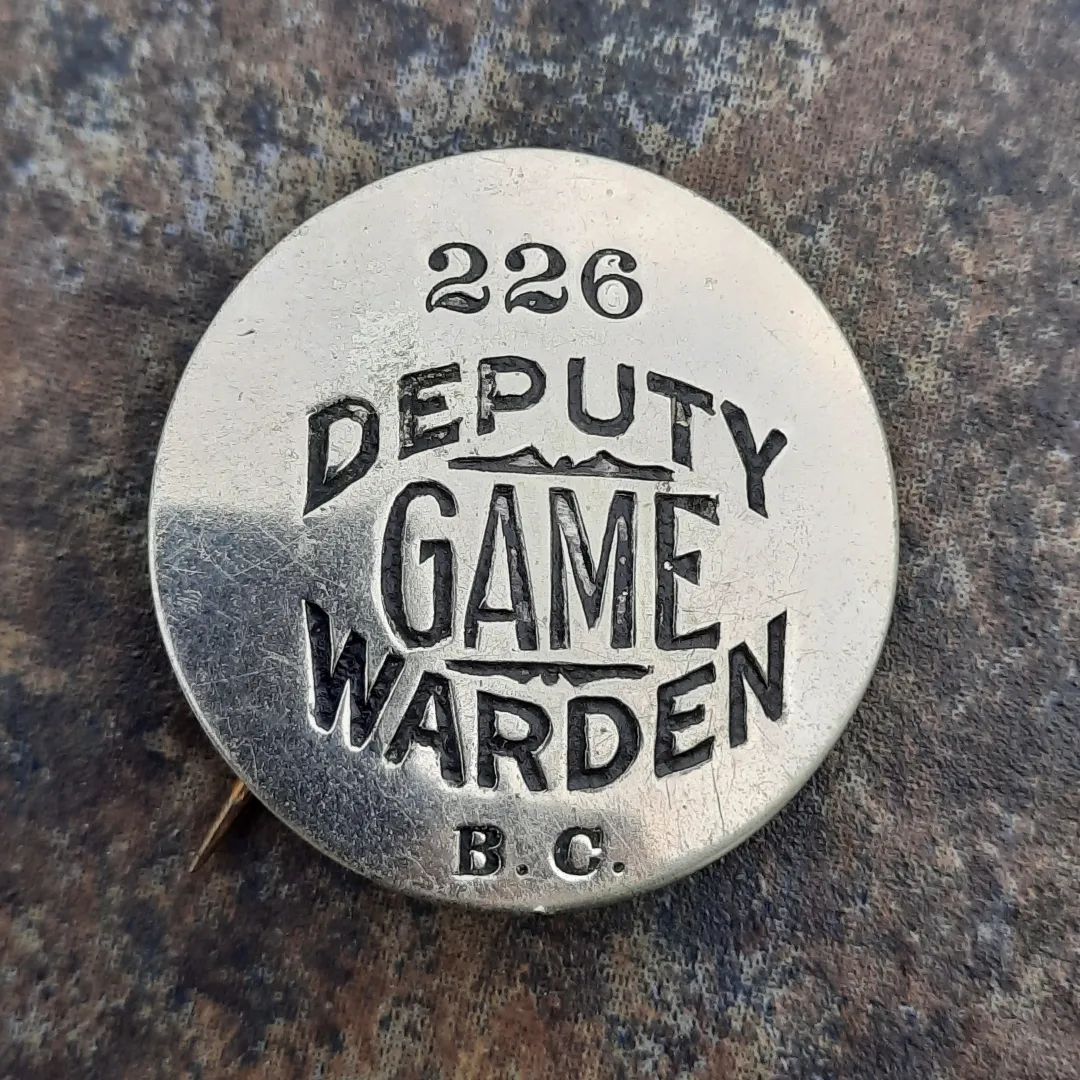 226
DEPUTY
GAME
WARDEN
B. C.